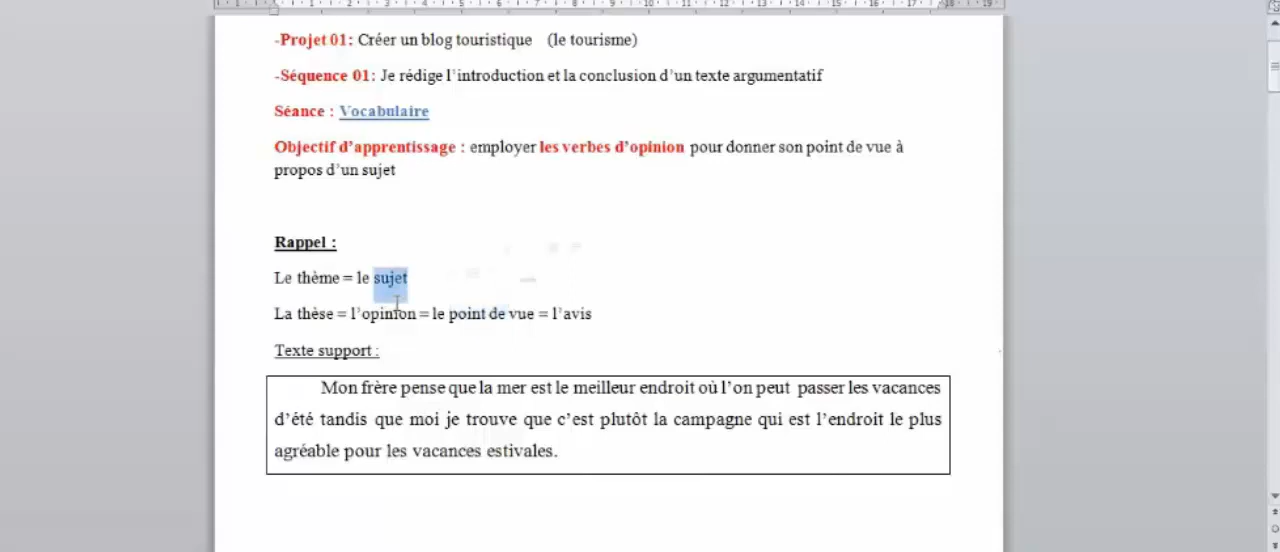 -Projet 01: Créer un blog touristique (le tourisme)
-Séquence 01: Je rédige l'introduction et la conclusion d'un texte argumentatif
Séance : Vocabulaire
Objectif d'apprentissage : employer les verbes d'opinion pour donner son point de vue à
propos d'un sujet
Rappel :
Le thème = le sujet
La thèse = l'opinion = le point de vue = l'avis
Texte support :
Mon frère pense que la mer est le meilleur endroit où l'on peut passer les vacances
d'été tandis que moi je trouve que c'est plutôt la campagne qui est l'endroit le plus
agréable pour les vacances estivales.